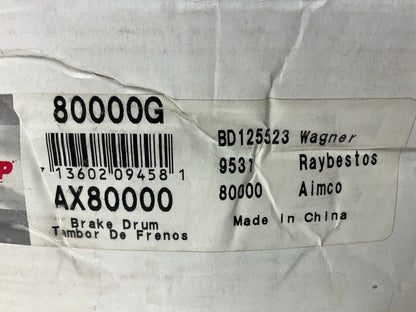 80000G
BD125523 Wagner
9531 Raybestos
80000 Aimco
7 13602 09458 1
AX80000
Made in China
Brake Drum
Tambor De Frenos